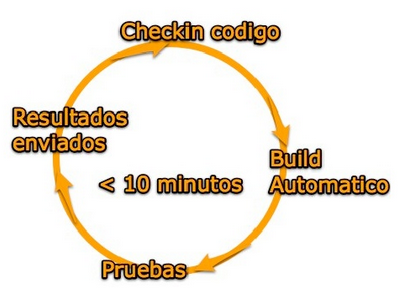 Checkin codigo
Resultados
enviados
Build
Automatico
< 10 minutos
Pruebas